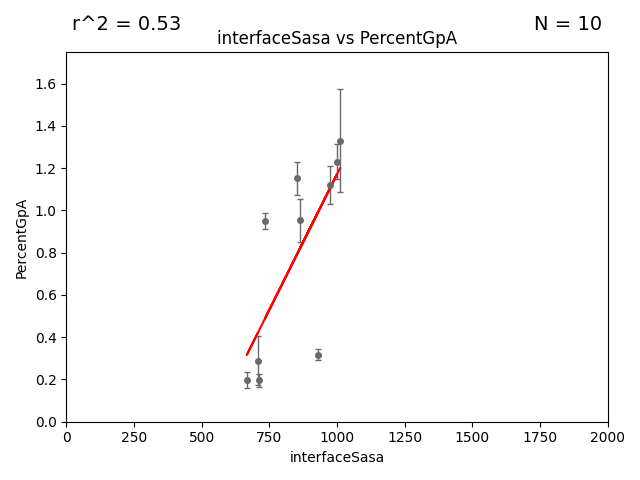 r^2 = 0.53
N = 10
interfaceSasa vs PercentGpA
PercentGpA
1.6
1.4
1.2
1.0
0.8
0.6
0.4
0.2
0.0
0 250 500 750 1000 1250 1500 1750 2000
interfaceSasa